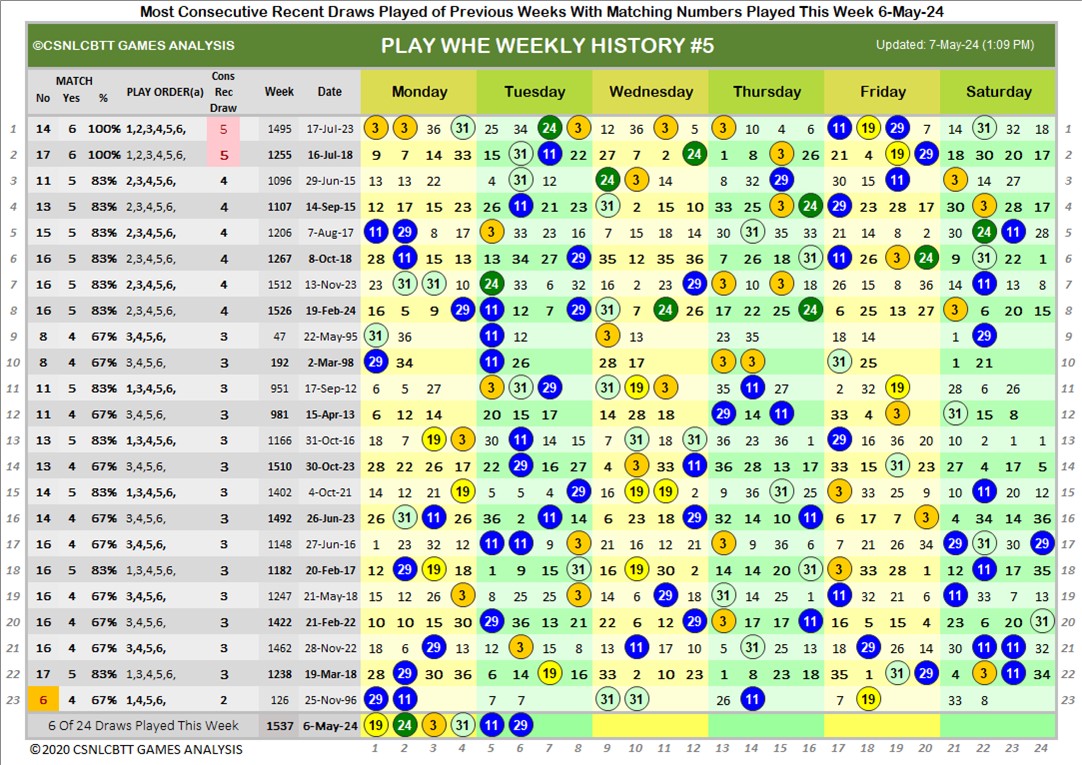 Most Consecutive Recent Draws Played of Previous Weeks With Matching Numbers Played This Week 6-May-24
©CSNLCBTT GAMES ANALYSIS PLAY WHE WEEKLY HISTORY #5 Updated: 7-May-24 (1:09 PM)
No MATCH Yes % PLAY ORDER(a) Cons Rec Draw Week Date Monday Tuesday Wednesday Thursday Friday Saturday
1 14 6 100% 1,2,3,4,5,6, 5 1495 17-Jul-23 3 3 36 31 25 34 24 3 12 36 3 5 3 10 4 6 11 19 29 7 14 31 32 18 1
2 17 100% 1,2,3,4,5,6, 5 1255 16-Jul-18 9 7 14 33 15 31 11 22 27 7 2 24 1 8 3 26 21 4 19 29 18 30 20 17 2
3 11 5 83% 2,3,4,5,6, 4 1096 29-Jun-15 13 13 22 4 31 12 24 3 14 8 32 29 30 15 11 3 14 27 3
4 13 5 83% 2,3,4,5,6, 4 1107 14-Sep-15 12 17 15 23 26 11 21 23 31 2 15 10 33 25 3 24 29 23 28 17 30 3 28 17 4
5 15 5 83% 2,3,4,5,6, 4 1206 7-Aug-17 11 29 8 17 3 33 23 16 7 15 18 14 30 31 35 33 21 14 8 2 30 24 11 28 5
6 16 5 83% 2,3,4,5,6, 4 1267 8-Oct-18 28 11 15 13 13 34 27 29 35 12 35 36 7 26 18 31 11 26 3 24 9 31 22 1 6
7 16 5 83% 2,3,4,5,6, 4 1512 13-Nov-23 23 31 31 10 24 33 6 32 16 2 23 29 3 10 3 18 26 15 8 36 14 11 13 8 7
8 16 5 83% 2,3,4,5,6, 4 1526 19-Feb-24 16 5 9 29 11 12 7 29 31 7 24 26 17 22 25 24 6 25 13 27 3 6 20 15 8
9 8 4 67% 3,4,5,6, 3 47 22-May-95 31 36 11 12 3 13 23 35 18 14 1 29 9
10 8 4 67% 3,4,5,6, 3 192 2-Mar-98 29 34 11 26 28 17 3 3 31 25 1 21 10
11 11 5 83% 1,3,4,5,6, 3 951 17-Sep-12 6 5 27 3 31 29 31 19 3 35 11 27 2 32 19 28 6 26 11
12 11 4 67% 3,4,5,6, 3 981 15-Apr-13 6 12 14 20 15 17 14 28 18 29 14 11 33 4 3 31 15 8 12
13 13 5 83% 1,3,4,5,6, 3 1166 31-Oct-16 18 7 19 3 30 11 14 15 7 31 18 31 36 23 36 1 29 16 36 20 10 2 1 1 13
14 13 4 67% 3,4,5,6, 3 1510 30-Oct-23 28 22 26 17 22 29 16 27 4 3 33 11 36 28 13 17 33 15 31 23 27 4 17 5 14
15 14 5 83% 1,3,4,5,6, 3 1402 4-Oct-21 14 12 21 19 5 5 4 29 16 19 19 2 9 36 31 25 3 33 25 9 10 11 20 12 15
16 14 4 67% 3,4,5,6, 3 1492 26-Jun-23 26 31 11 26 36 2 11 14 6 23 18 29 32 14 10 11 6 17 7 3 4 34 14 36 16
17 16 4 67% 3,4,5,6, 3 1148 27-Jun-16 1 23 32 12 11 11 9 3 21 16 12 21 3 9 36 6 7 21 26 34 29 31 30 29 17
18 16 5 83% 1,3,4,5,6, 3 1182 20-Feb-17 12 29 19 18 1 9 15 31 16 19 30 2 14 14 20 31 3 33 28 1 12 11 17 35 18
19 16 4 67% 3,4,5,6, 3 1247 21-May-18 15 12 26 3 8 25 25 3 14 6 29 18 31 14 25 1 11 32 21 6 11 7 13 19
20 16 4 67% 3,4,5,6, 3 1422 21-Feb-22 10 10 15 30 29 36 13 21 22 6 12 29 3 17 17 11 16 5 15 4 23 6 20 31 20
21 16 4 67% 3,4,5,6, 3 1462 28-Nov-22 18 6 29 13 12 3 15 8 13 11 17 10 5 31 25 13 18 29 28 14 30 11 11 32 21
22 17 5 83% 1,3,4,5,6, 3 1238 19-Mar-18 28 29 30 36 6 14 19 16 33 2 10 23 1 8 23 18 35 1 31 29 4 3 11 34 22
23 6 4 67% 1,4,5,6, 2 126 25-Nov-96 29 11 7 7 31 31 26 11 7 19 33 8 23
6 Of 24 Draws Played This Week 1537 6-May-24 19 24 3 31 11 29
© 2020 CSNLCBTT GAMES ANALYSIS 1 2 3 4 5 6 7 8 9 10 11 12 13 14 15 16 17 18 19 20 21 22 23 24